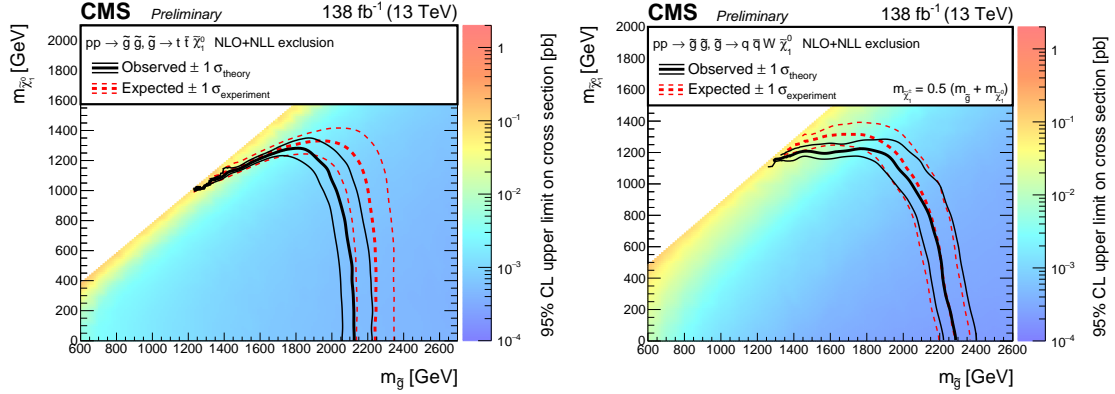 CMS Preliminary 138 fb⁻¹ (13 TeV)
pp → g̃ g̃, g̃ → t t̄ χ̃₁⁰ NLO+NLL exclusion
Observed ± 1 σ_theory
Expected ± 1 σ_experiment
m_χ̃₁⁰ [GeV]
2000
1800
1600
1400
1200
1000
800
600
400
200
0
600 800 1000 1200 1400 1600 1800 2000 2200 2400 2600
m_g̃ [GeV]
1
10⁻¹
10⁻²
10⁻³
10⁻⁴
95% CL upper limit on cross section [pb]
CMS Preliminary 138 fb⁻¹ (13 TeV)
pp → g̃ g̃, g̃ → q q̄ W χ̃₁⁰ NLO+NLL exclusion
Observed ± 1 σ_theory
Expected ± 1 σ_experiment
m_χ̃₁± = 0.5 (m_g̃ + m_χ̃₁⁰)
m_χ̃₁⁰ [GeV]
2000
1800
1600
1400
1200
1000
800
600
400
200
0
600 800 1000 1200 1400 1600 1800 2000 2200 2400 2600
m_g̃ [GeV]
1
10⁻¹
10⁻²
10⁻³
10⁻⁴
95% CL upper limit on cross section [pb]